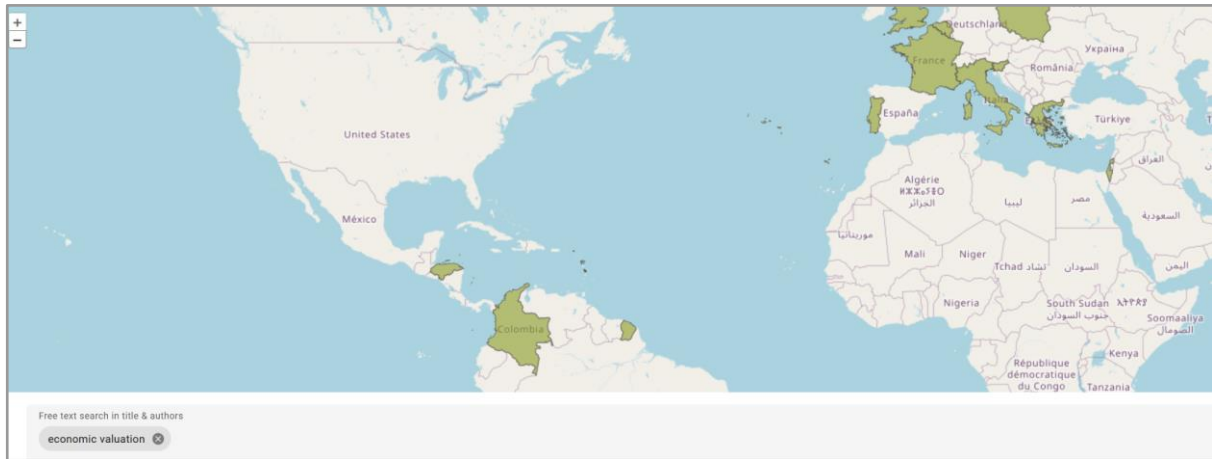 +
−
Deutschland
Україна
France
România
Italia
España
Türkiye
United States
العراق
Algérie
ⵍⵣⵣⴰⵢⴻⵔ
الجزائر
ليبيا
مصر
السعودية
México
موريتانيا
Mali
Niger
Tchad تشاد
السودان
اليمن
Nigeria
South Sudan
جنوب السودان
Soomaaliya
الصومال
Colombia
Kenya
République
démocratique
du Congo
Tanzania
Free text search in title & authors
economic valuation